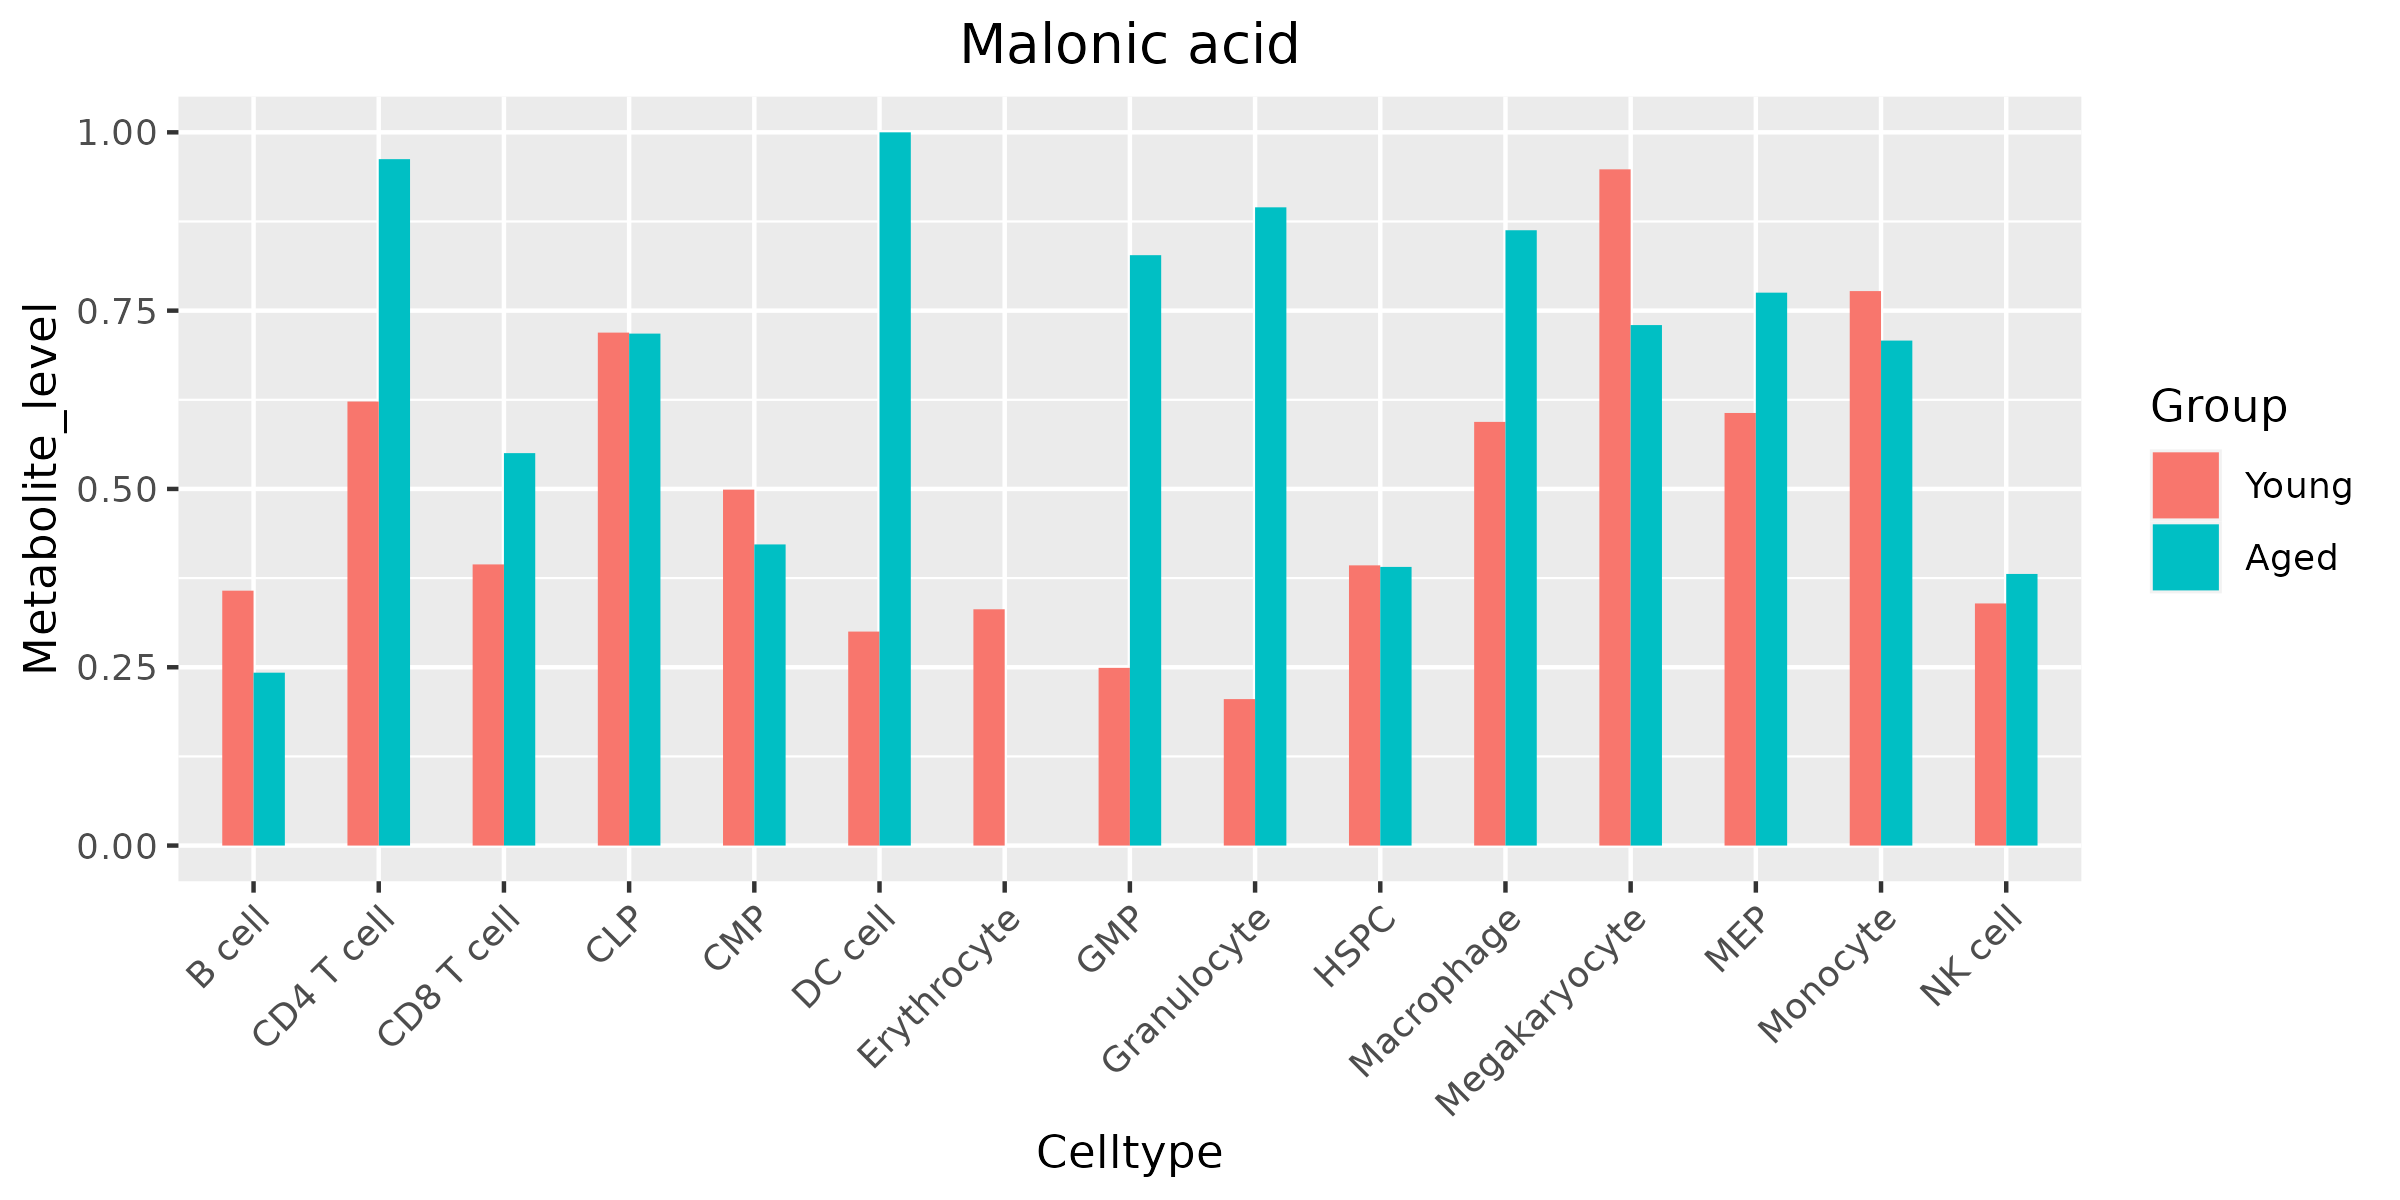 Malonic acid
Metabolite_level
1.00
0.75
0.50
0.25
0.00
B cell
CD4 T cell
CD8 T cell
CLP
CMP
DC cell
Erythrocyte
GMP
Granulocyte
HSPC
Macrophage
Megakaryocyte
MEP
Monocyte
NK cell
Celltype
Group
Young
Aged